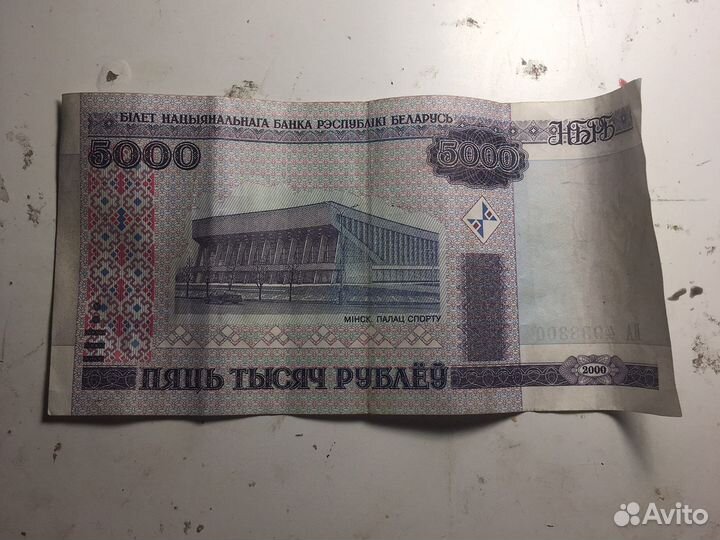 БІЛЕТ НАЦЫЯНАЛЬНАГА БАНКА РЭСПУБЛІКІ БЕЛАРУСЬ
5000
5000
НБРБ
МІНСК. ПАЛАЦ СПОРТУ
ПЯЦЬ ТЫСЯЧ РУБЛЁЎ
2000
Avito